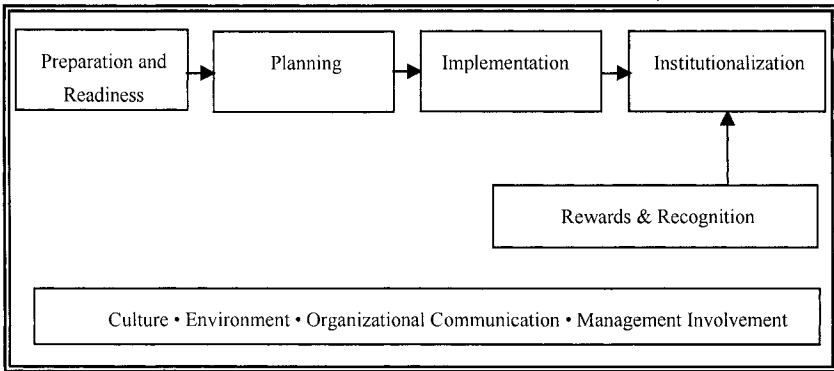 Preparation and
Readiness
Planning
Implementation
Institutionalization
Rewards & Recognition
Culture • Environment • Organizational Communication • Management Involvement